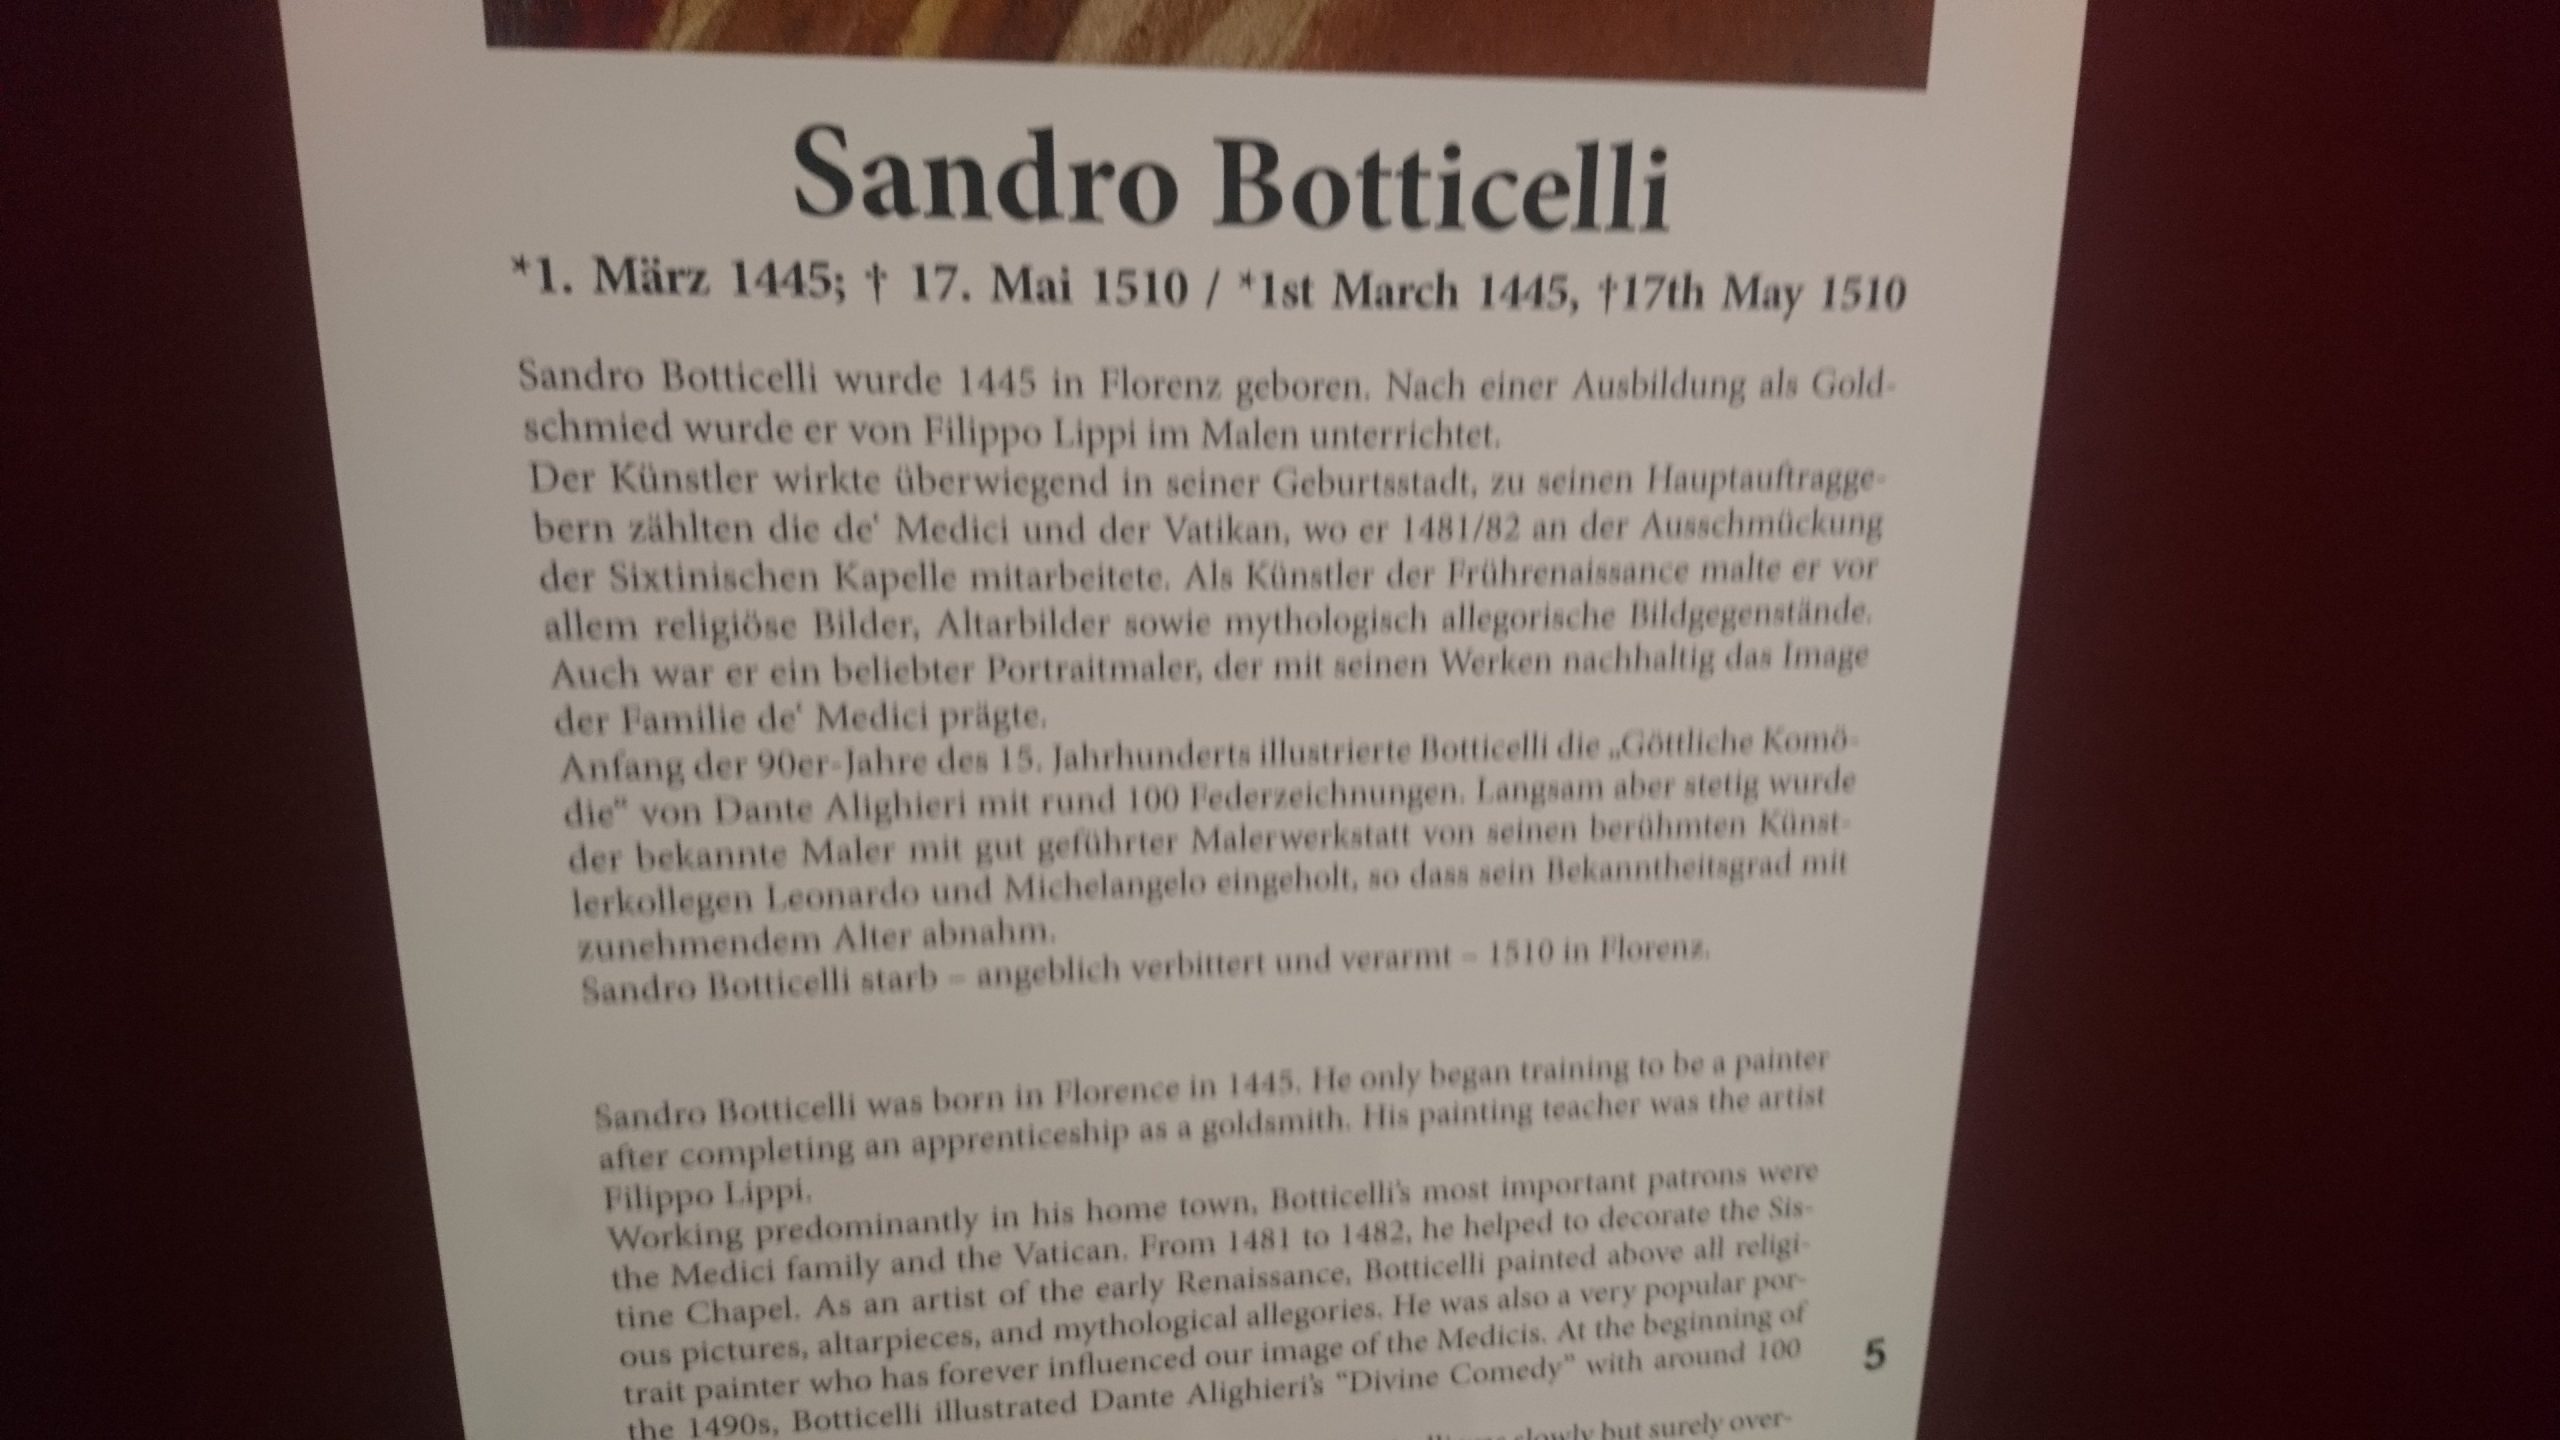 Sandro Botticelli
*1. März 1445; † 17. Mai 1510 / *1st March 1445, †17th May 1510
Sandro Botticelli wurde 1445 in Florenz geboren. Nach einer Ausbildung als Gold-
schmied wurde er von Filippo Lippi im Malen unterrichtet.
Der Künstler wirkte überwiegend in seiner Geburtsstadt, zu seinen Hauptauftragge-
bern zählten die de' Medici und der Vatikan, wo er 1481/82 an der Ausschmückung
der Sixtinischen Kapelle mitarbeitete. Als Künstler der Frührenaissance malte er vor
allem religiöse Bilder, Altarbilder sowie mythologisch allegorische Bildgegenstände.
Auch war er ein beliebter Portraitmaler, der mit seinen Werken nachhaltig das Image
der Familie de' Medici prägte.
Anfang der 90er-Jahre des 15. Jahrhunderts illustrierte Botticelli die „Göttliche Komö-
die“ von Dante Alighieri mit rund 100 Federzeichnungen. Langsam aber stetig wurde
der bekannte Maler mit gut geführter Malerwerkstatt von seinen berühmten Künst-
lerkollegen Leonardo und Michelangelo eingeholt, so dass sein Bekanntheitsgrad mit
zunehmendem Alter abnahm.
Sandro Botticelli starb – angeblich verbittert und verarmt – 1510 in Florenz.
Sandro Botticelli was born in Florence in 1445. He only began training to be a painter
after completing an apprenticeship as a goldsmith. His painting teacher was the artist
Filippo Lippi.
Working predominantly in his home town, Botticelli's most important patrons were
the Medici family and the Vatican. From 1481 to 1482, he helped to decorate the Sis-
tine Chapel. As an artist of the early Renaissance, Botticelli painted above all religi-
ous pictures, altarpieces, and mythological allegories. He was also a very popular por-
trait painter who has forever influenced our image of the Medicis. At the beginning of
the 1490s, Botticelli illustrated Dante Alighieri's “Divine Comedy” with around 100
slowly but surely over-
5